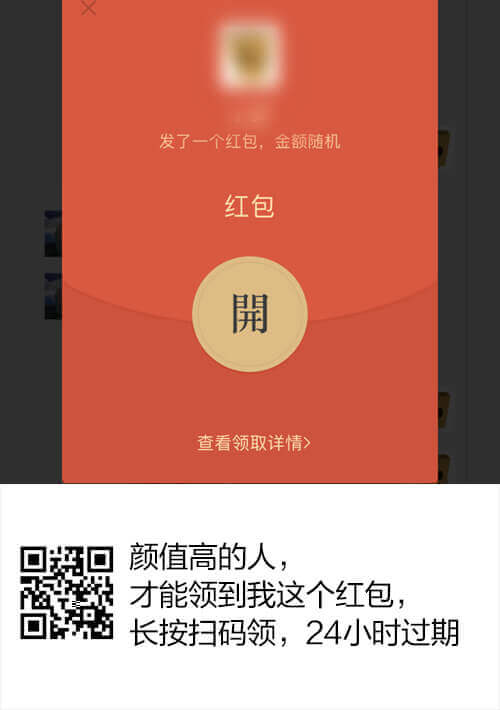 发了一个红包，金额随机
红包
開
查看领取详情>
颜值高的人，
才能领到我这个红包，
长按扫码领，24小时过期